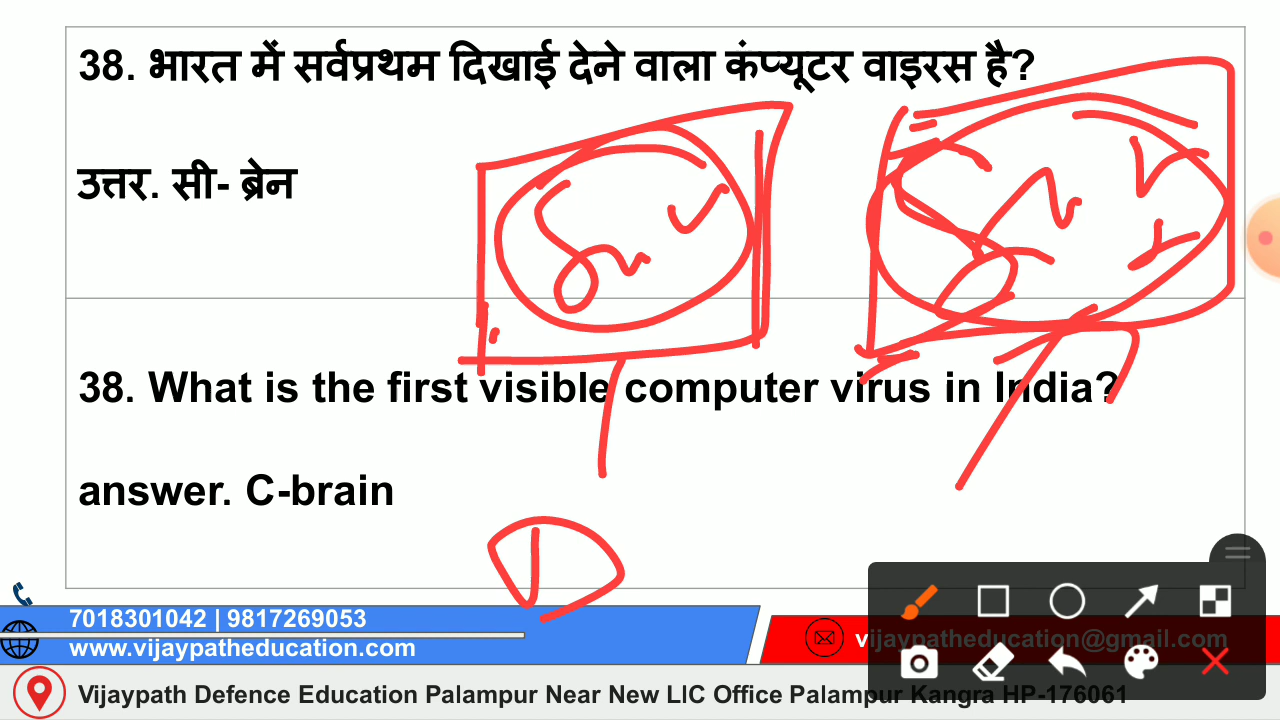 38. भारत में सर्वप्रथम दिखाई देने वाला कंप्यूटर वाइरस है?
उत्तर. सी- ब्रेन
38. What is the first visible computer virus in India?
answer. C-brain
7018301042 | 9817269053
www.vijaypatheducation.com
vijaypatheducation@gmail.com
Vijaypath Defence Education Palampur Near New LIC Office Palampur Kangra HP-176061